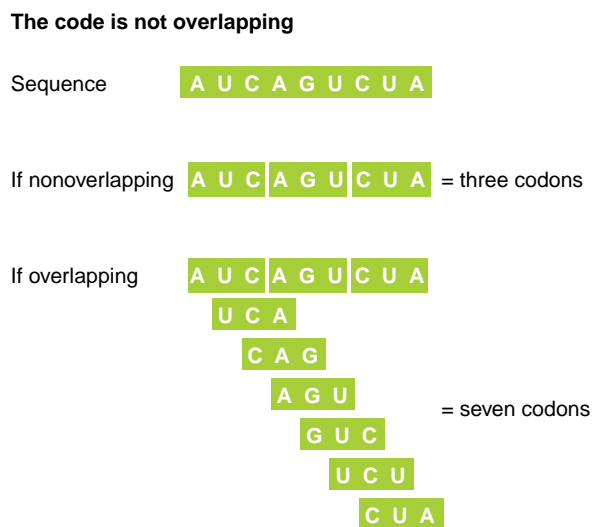 The code is not overlapping
Sequence A U C A G U C U A
If nonoverlapping A U C A G U C U A = three codons
If overlapping A U C A G U C U A
U C A
C A G
A G U
= seven codons
G U C
U C U
C U A